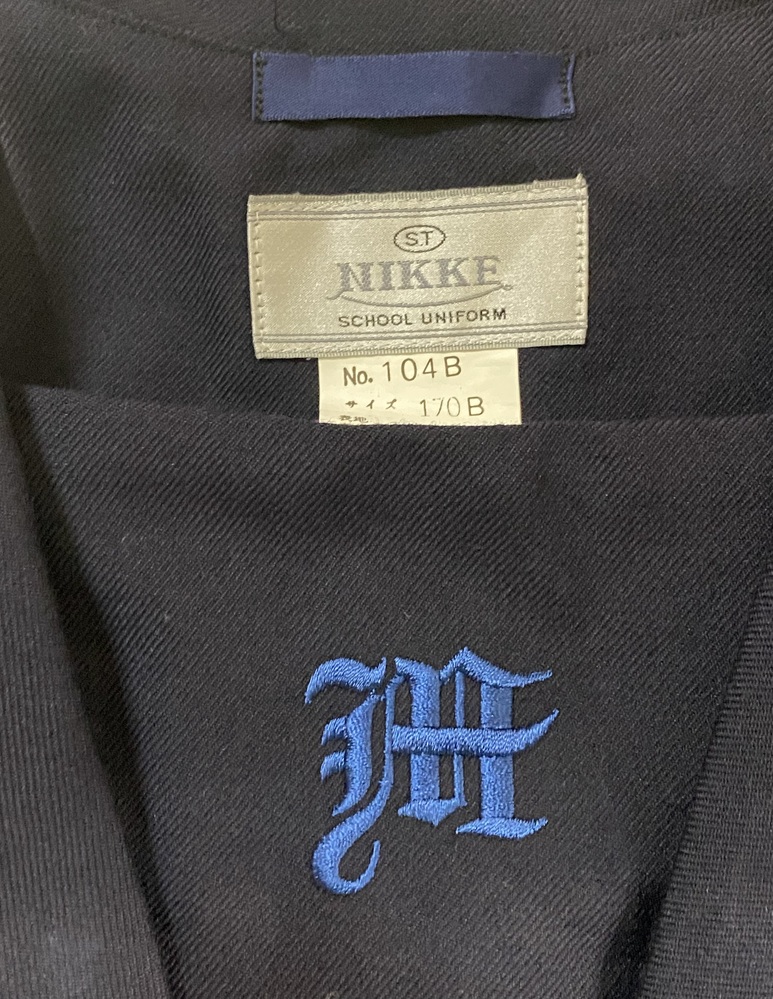 S.T
NIKKE
SCHOOL UNIFORM
No. 104B
サイズ 170B